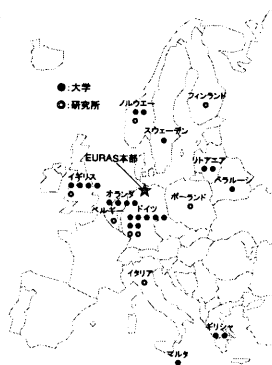 ●:大学
◎:研究所
ノルウエー
フィンランド
スウェーデン
EURAS本部
リトアニア
イギリス
オランダ
ベラルーシ
ベルギー
ドイツ
ポーランド
イタリア
ギリシャ
マルタ